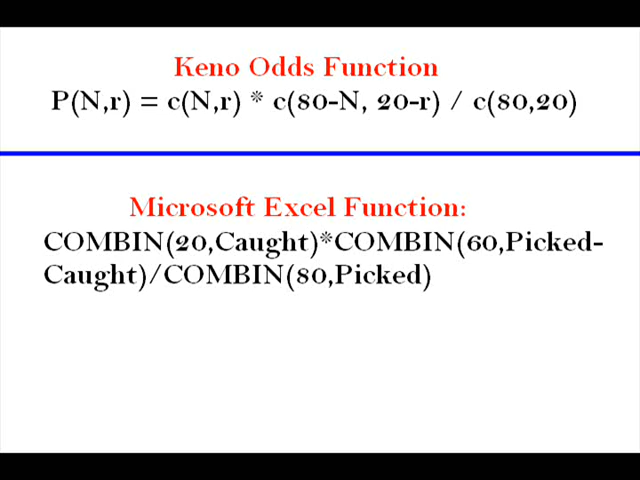 Keno Odds Function
P(N,r) = c(N,r) * c(80-N, 20-r) / c(80,20)
Microsoft Excel Function:
COMBIN(20,Caught)*COMBIN(60,Picked-
Caught)/COMBIN(80,Picked)